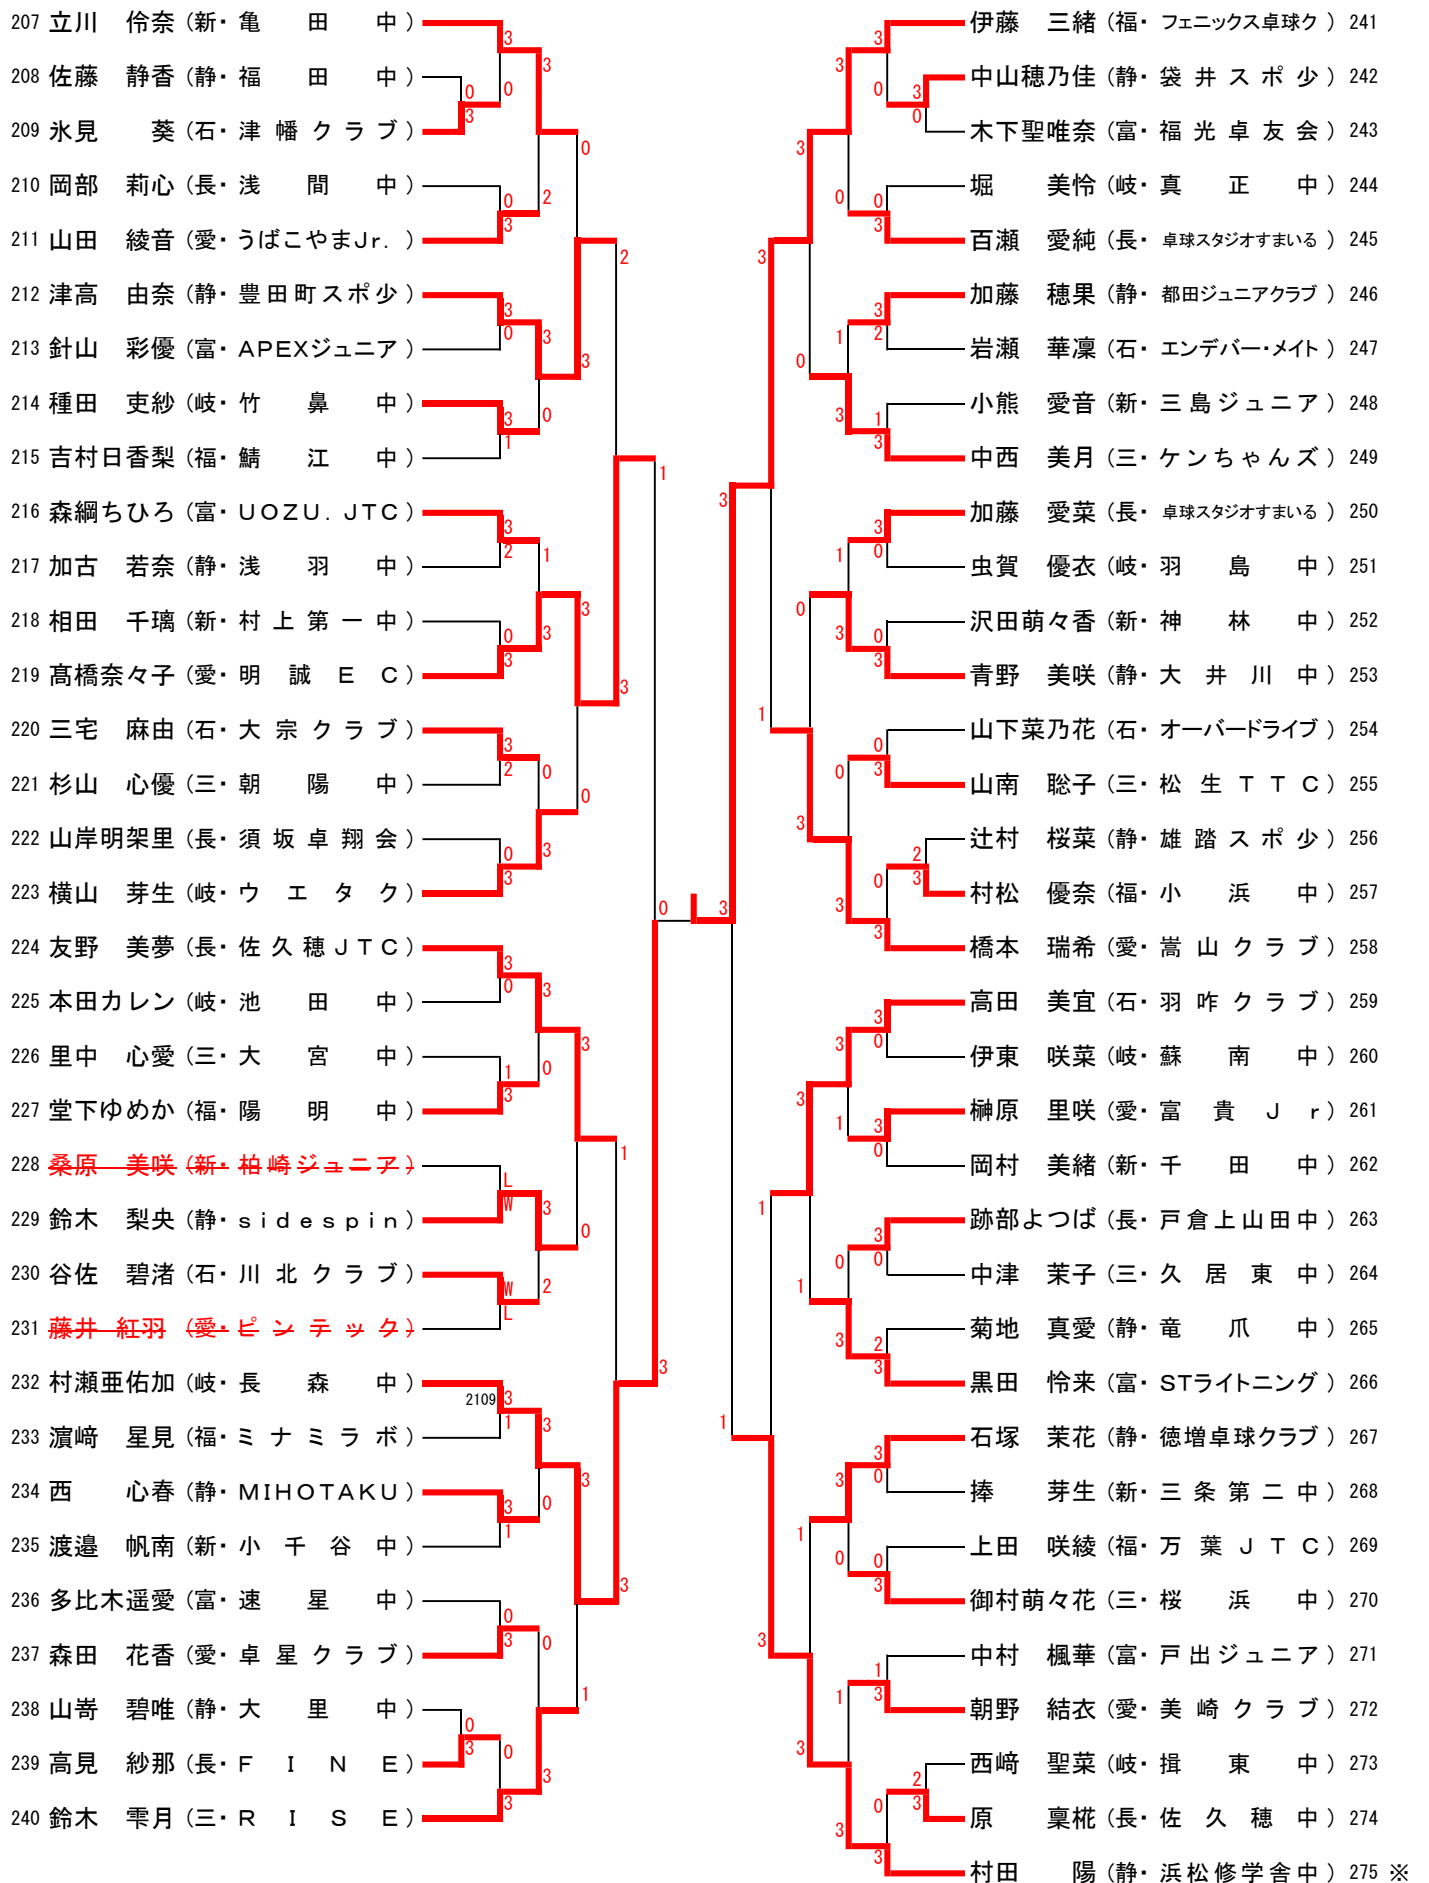 207 立川 伶奈 (新・亀田中)
208 佐藤 静香 (静・福田中)
209 氷見 葵 (石・津幡クラブ)
210 岡部 莉心 (長・浅間中)
211 山田 綾音 (愛・うばこやまJr.)
212 津高 由奈 (静・豊田町スポ少)
213 針山 彩優 (富・APEXジュニア)
214 種田 吏紗 (岐・竹鼻中)
215 吉村日香梨 (福・鯖江中)
216 森綱ちひろ (富・UOZU.JTC)
217 加古 若奈 (静・浅羽中)
218 相田 千璃 (新・村上第一中)
219 髙橋奈々子 (愛・明誠EC)
220 三宅 麻由 (石・大宗クラブ)
221 杉山 心優 (三・朝陽中)
222 山岸明架里 (長・須坂卓翔会)
223 横山 芽生 (岐・ウエタク)
224 友野 美夢 (長・佐久穂JTC)
225 本田カレン (岐・池田中)
226 里中 心愛 (三・大宮中)
227 堂下ゆめか (福・陽明中)
228 桑原 美咲 (新・柏崎ジュニア)
229 鈴木 梨央 (静・sidespin)
230 谷佐 碧渚 (石・川北クラブ)
231 藤井 紅羽 (愛・ピンテック)
232 村瀬亜佑加 (岐・長森中)
2109
233 濵﨑 星見 (福・ミナミラボ)
234 西 心春 (静・MIHOTAKU)
235 渡邉 帆南 (新・小千谷中)
236 多比木遥愛 (富・速星中)
237 森田 花香 (愛・卓星クラブ)
238 山嵜 碧唯 (静・大里中)
239 高見 紗那 (長・FINE)
240 鈴木 雫月 (三・RISE)
伊藤 三緒 (福・フェニックス卓球ク) 241
中山穂乃佳 (静・袋井スポ少) 242
木下聖唯奈 (富・福光卓友会) 243
堀 美怜 (岐・真正中) 244
百瀬 愛純 (長・卓球スタジオすまいる) 245
加藤 穂果 (静・都田ジュニアクラブ) 246
岩瀬 華凜 (石・エンデバー・メイト) 247
小熊 愛音 (新・三島ジュニア) 248
中西 美月 (三・ケンちゃんズ) 249
加藤 愛菜 (長・卓球スタジオすまいる) 250
虫賀 優衣 (岐・羽島中) 251
沢田萌々香 (新・神林中) 252
青野 美咲 (静・大井川中) 253
山下菜乃花 (石・オーバードライブ) 254
山南 聡子 (三・松生TTC) 255
辻村 桜菜 (静・雄踏スポ少) 256
村松 優奈 (福・小浜中) 257
橋本 瑞希 (愛・嵩山クラブ) 258
高田 美宜 (石・羽咋クラブ) 259
伊東 咲菜 (岐・蘇南中) 260
榊原 里咲 (愛・富貴Jr) 261
岡村 美緒 (新・千田中) 262
跡部よつば (長・戸倉上山田中) 263
中津 茉子 (三・久居東中) 264
菊地 真愛 (静・竜爪中) 265
黒田 怜来 (富・STライトニング) 266
石塚 茉花 (静・徳増卓球クラブ) 267
捧 芽生 (新・三条第二中) 268
上田 咲綾 (福・万葉JTC) 269
御村萌々花 (三・桜浜中) 270
中村 楓華 (富・戸出ジュニア) 271
朝野 結衣 (愛・美崎クラブ) 272
西﨑 聖菜 (岐・揖東中) 273
原 稟椛 (長・佐久穂中) 274
村田 陽 (静・浜松修学舎中) 275 ※